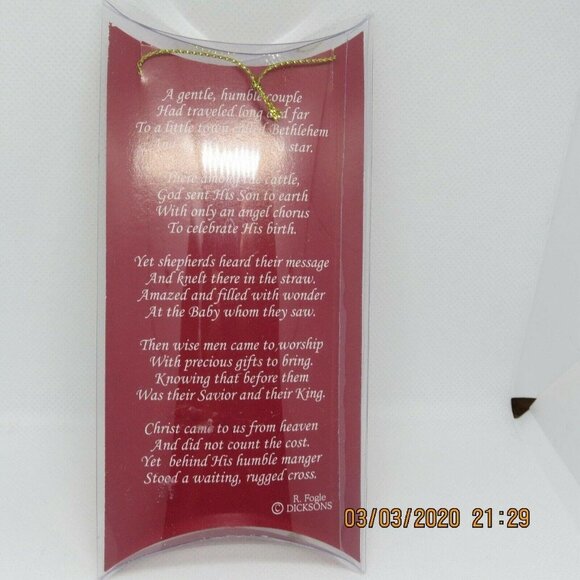 A gentle, humble couple
Had traveled long and far
To a little town called Bethlehem
star.
There among the cattle,
God sent His Son to earth
With only an angel chorus
To celebrate His birth.
Yet shepherds heard their message
And knelt there in the straw.
Amazed and filled with wonder
At the Baby whom they saw.
Then wise men came to worship
With precious gifts to bring.
Knowing that before them
Was their Savior and their King.
Christ came to us from heaven
And did not count the cost.
Yet behind His humble manger
Stood a waiting, rugged cross.
R. Fogle
© DICKSONS
03/03/2020 21:29